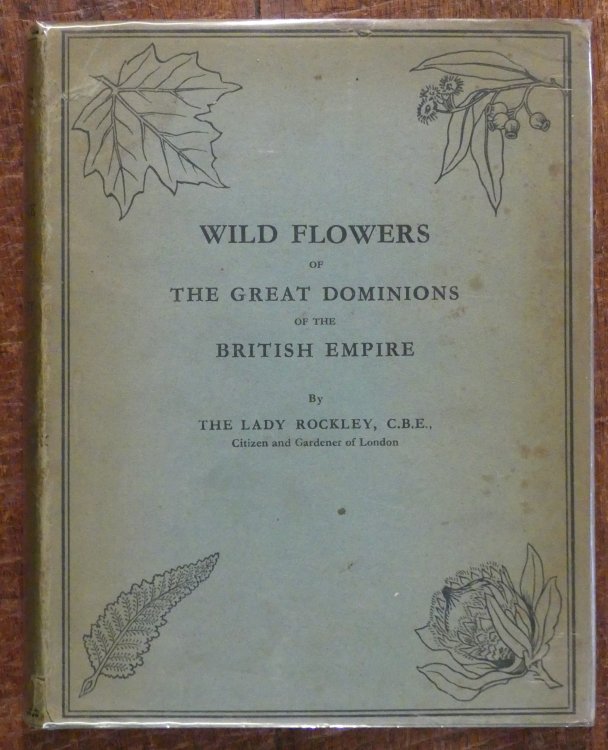 WILD FLOWERS
OF
THE GREAT DOMINIONS
OF THE
BRITISH EMPIRE
By
THE LADY ROCKLEY, C.B.E.,
Citizen and Gardener of London